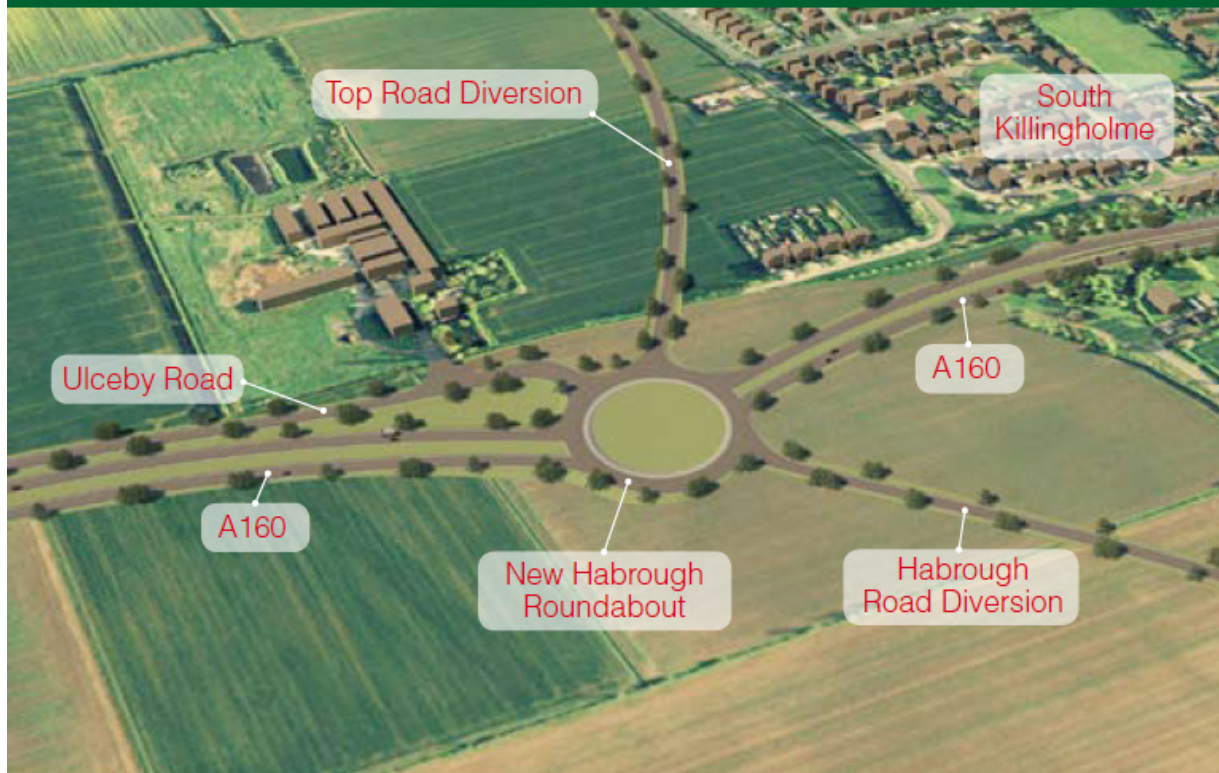 Top Road Diversion
South
Killingholme
Ulceby Road
A160
A160
New Habrough
Roundabout
Habrough
Road Diversion